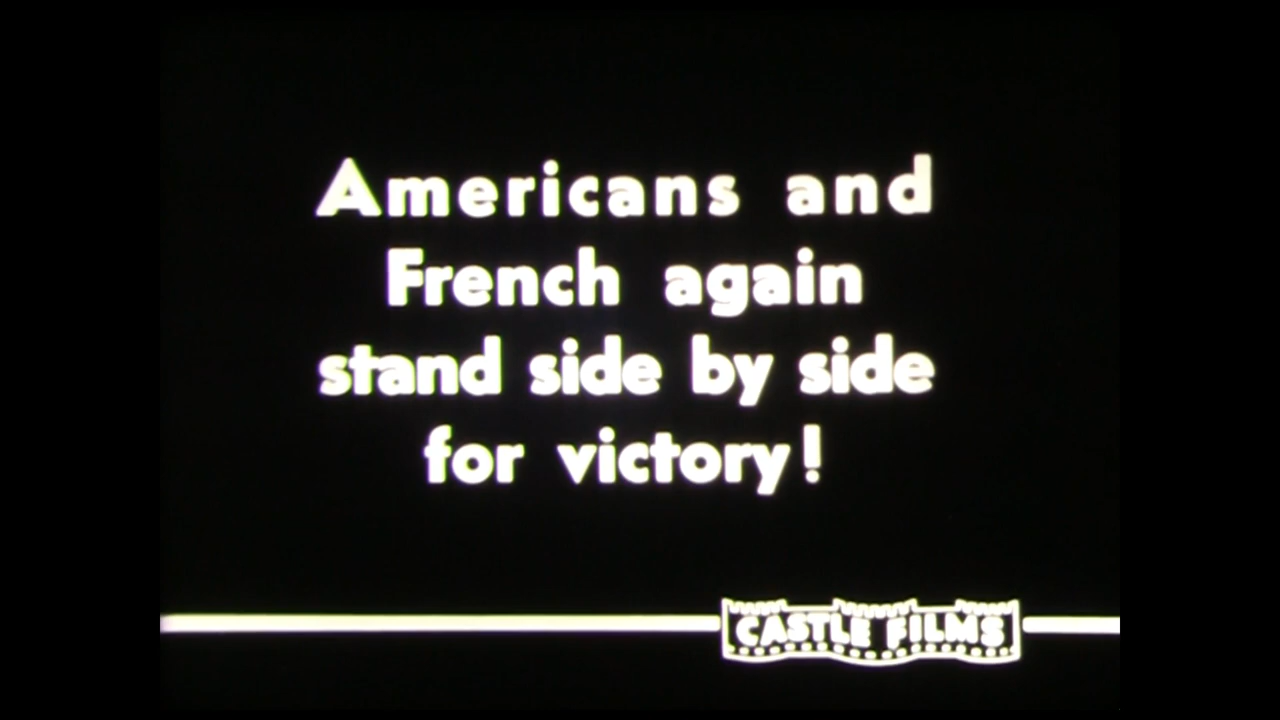 Americans and
French again
stand side by side
for victory!
CASTLE FILMS